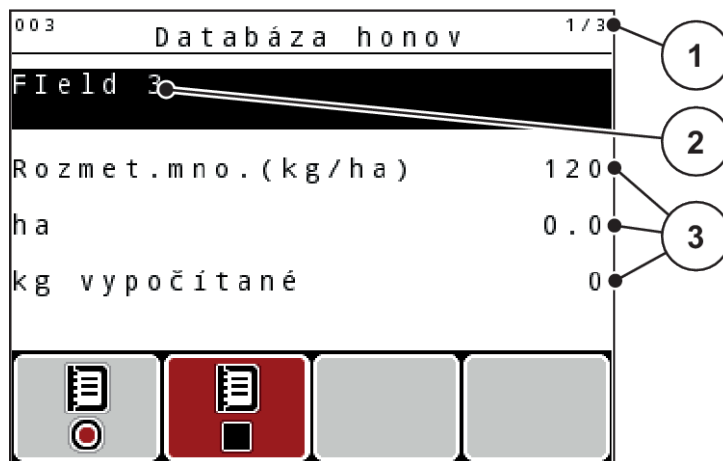 003
Databáza honov
1/3
1
FIeld 3
2
Rozmet.mno.(kg/ha) 120
ha 0.0
3
kg vypočítané 0